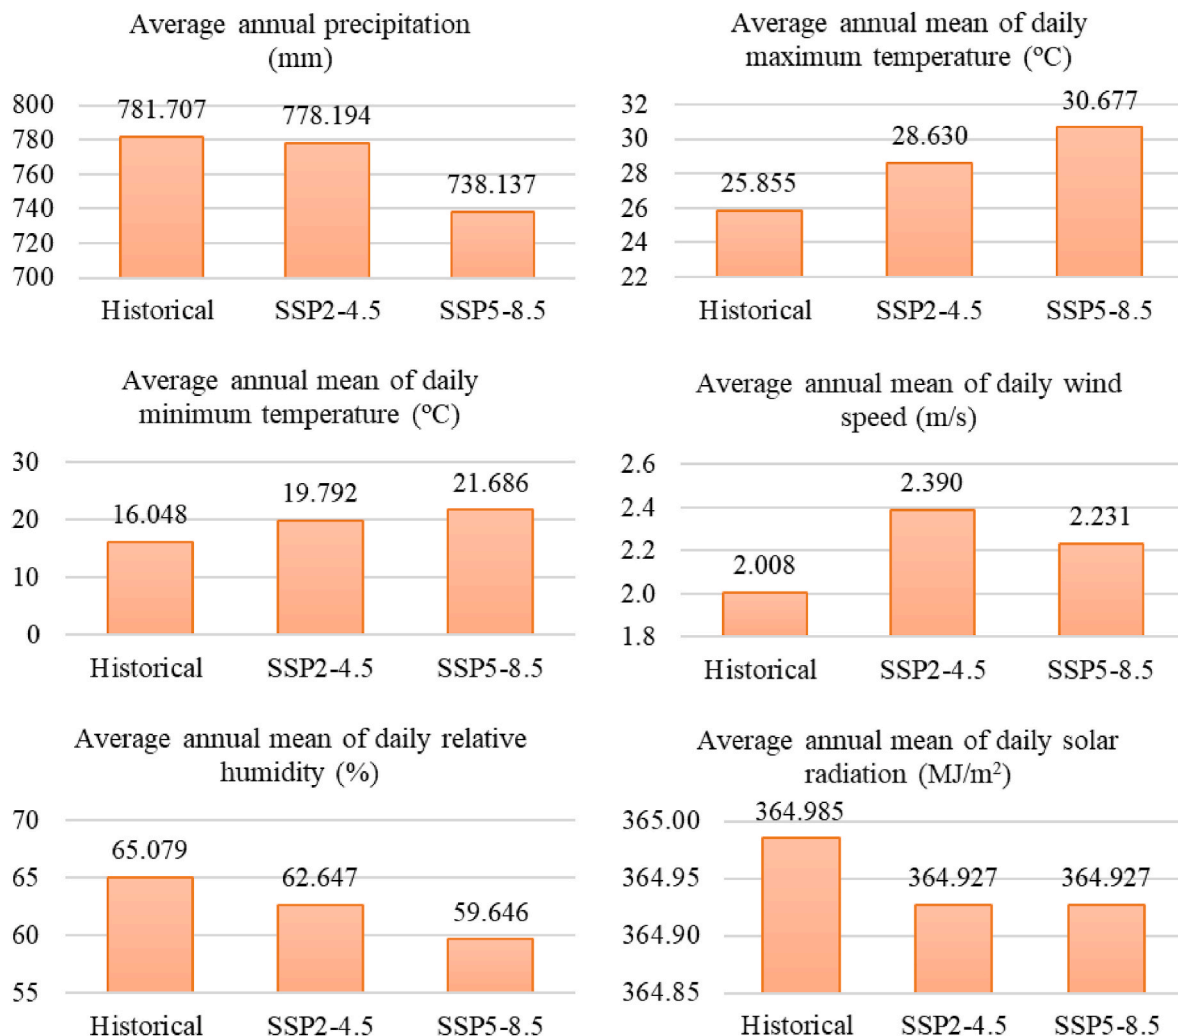 Average annual precipitation
(mm)
800
780
760
740
720
700
781.707
778.194
738.137
Historical
SSP2-4.5
SSP5-8.5
Average annual mean of daily
maximum temperature (ºC)
32
30
28
26
24
22
25.855
28.630
30.677
Historical
SSP2-4.5
SSP5-8.5
Average annual mean of daily
minimum temperature (ºC)
30
20
10
0
16.048
19.792
21.686
Historical
SSP2-4.5
SSP5-8.5
Average annual mean of daily wind
speed (m/s)
2.6
2.4
2.2
2.0
1.8
2.008
2.390
2.231
Historical
SSP2-4.5
SSP5-8.5
Average annual mean of daily relative
humidity (%)
70
65
60
55
65.079
62.647
59.646
Historical
SSP2-4.5
SSP5-8.5
Average annual mean of daily solar
radiation (MJ/m²)
365.00
364.95
364.90
364.85
364.985
364.927
364.927
Historical
SSP2-4.5
SSP5-8.5